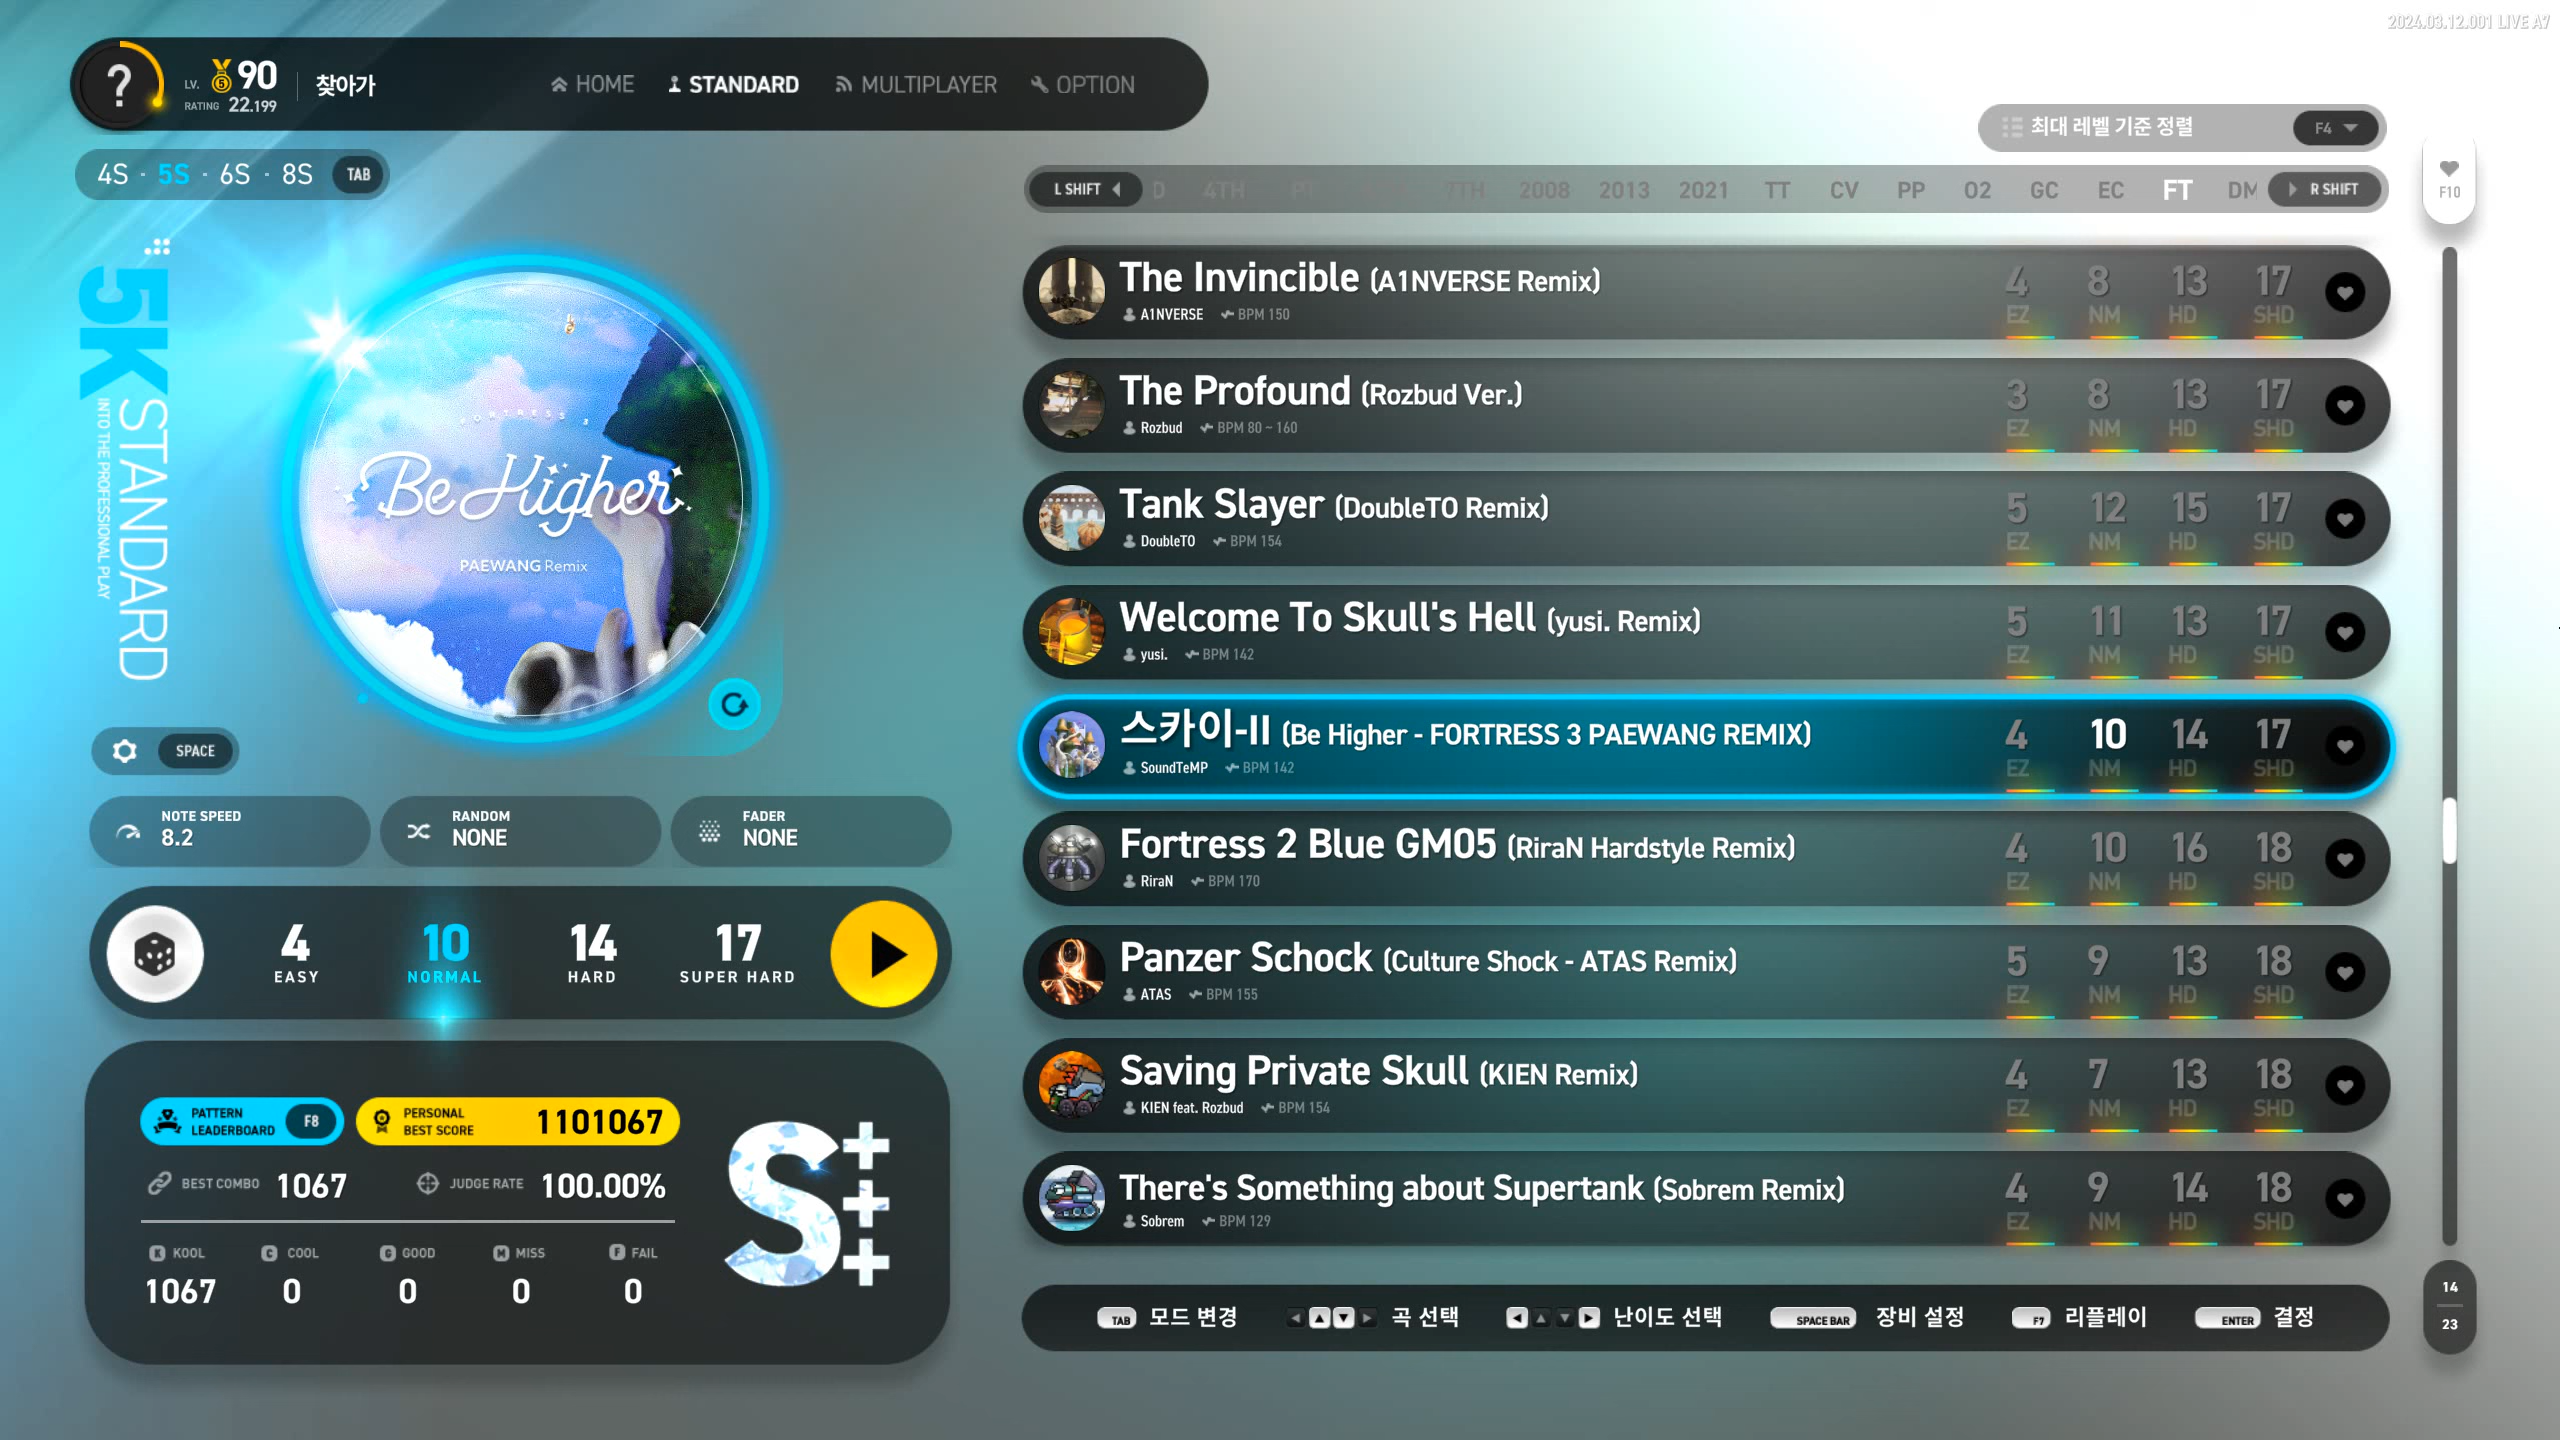 2024.03.12.001 LIVE A7
LV. 5 90
RATING 22.199
찾아가
HOME STANDARD MULTIPLAYER OPTION
최대 레벨 기준 정렬 F4
4S · 5S · 6S · 8S TAB
L SHIFT D 4TH PT 7TH 2008 2013 2021 TT CV PP O2 GC EC FT DM R SHIFT
F10
5K STANDARD
INTO THE PROFESSIONAL PLAY
FORTRESS 3
Be Higher
PAEWANG Remix
SPACE
NOTE SPEED
8.2
RANDOM
NONE
FADER
NONE
4 10 14 17
EASY NORMAL HARD SUPER HARD
PATTERN
LEADERBOARD F8
PERSONAL
BEST SCORE 1101067
BEST COMBO 1067 JUDGE RATE 100.00%
S+++
K KOOL C COOL G GOOD M MISS F FAIL
1067 0 0 0 0
The Invincible (A1NVERSE Remix) 4 8 13 17
A1NVERSE BPM 150 EZ NM HD SHD
The Profound (Rozbud Ver.) 3 8 13 17
Rozbud BPM 80 ~ 160 EZ NM HD SHD
Tank Slayer (DoubleTO Remix) 5 12 15 17
DoubleTO BPM 154 EZ NM HD SHD
Welcome To Skull's Hell (yusi. Remix) 5 11 13 17
yusi. BPM 142 EZ NM HD SHD
스카이-II (Be Higher - FORTRESS 3 PAEWANG REMIX) 4 10 14 17
SoundTeMP BPM 142 EZ NM HD SHD
Fortress 2 Blue GM05 (RiraN Hardstyle Remix) 4 10 16 18
RiraN BPM 170 EZ NM HD SHD
Panzer Schock (Culture Shock - ATAS Remix) 5 9 13 18
ATAS BPM 155 EZ NM HD SHD
Saving Private Skull (KIEN Remix) 4 7 13 18
KIEN feat. Rozbud BPM 154 EZ NM HD SHD
There's Something about Supertank (Sobrem Remix) 4 9 14 18
Sobrem BPM 129 EZ NM HD SHD
TAB 모드 변경 곡 선택 난이도 선택 SPACE BAR 장비 설정 F7 리플레이 ENTER 결정
14
23